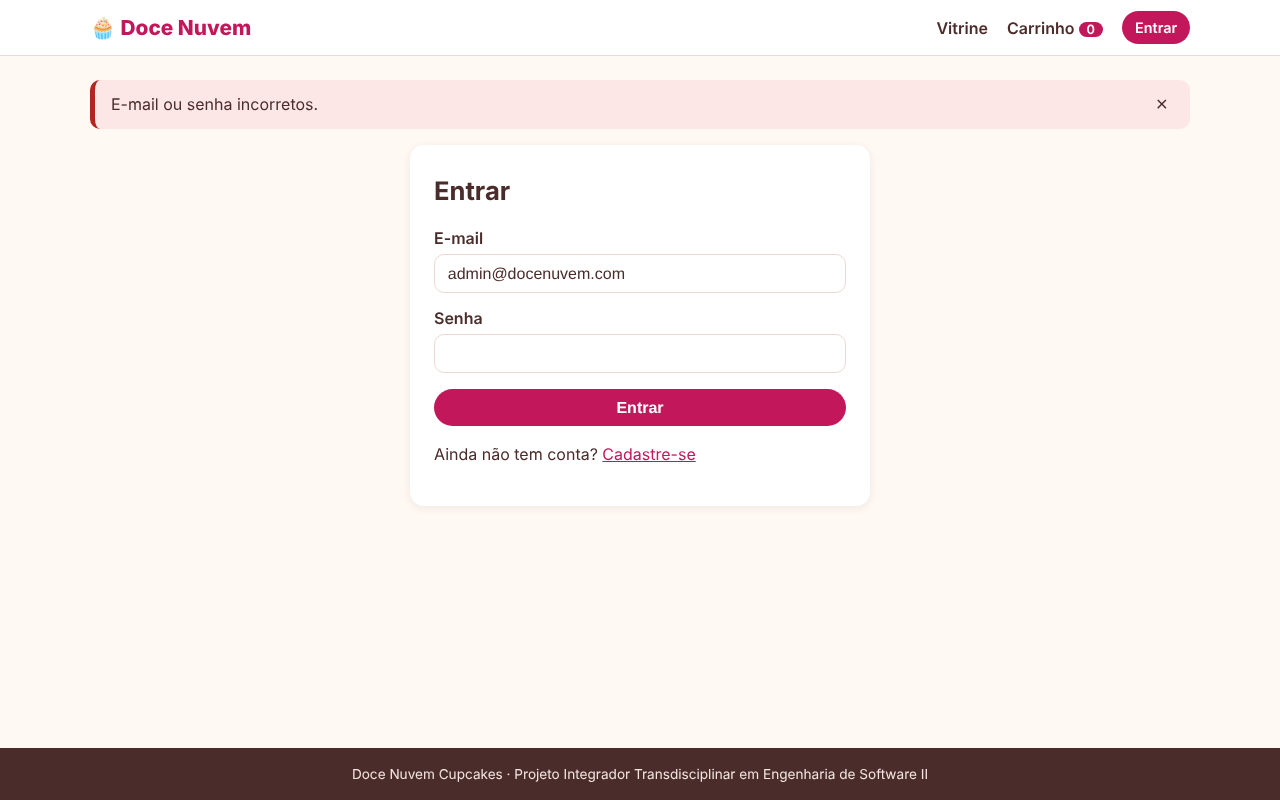 🧁 Doce Nuvem
Vitrine Carrinho 0 Entrar
E-mail ou senha incorretos. ✕
Entrar
E-mail
admin@docenuvem.com
Senha
Entrar
Ainda não tem conta? Cadastre-se
Doce Nuvem Cupcakes · Projeto Integrador Transdisciplinar em Engenharia de Software II